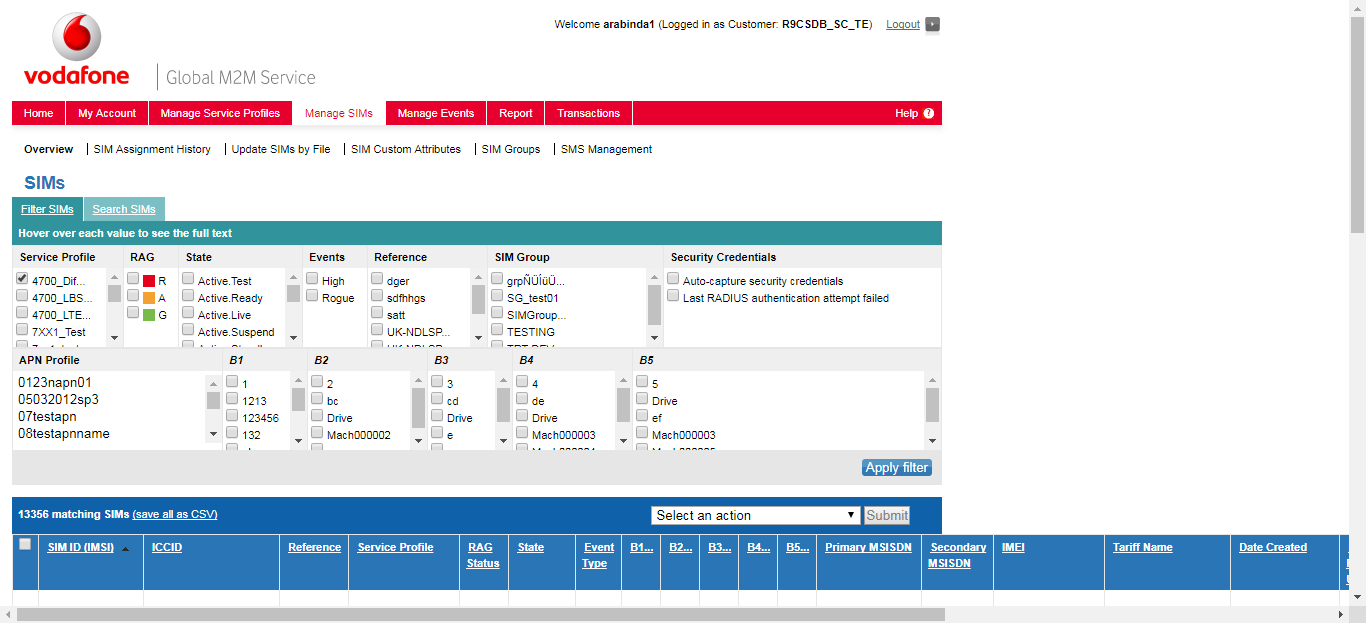 Welcome arabinda1 (Logged in as Customer: R9CSDB_SC_TE) Logout
vodafone
Global M2M Service
Home My Account Manage Service Profiles Manage SIMs Manage Events Report Transactions Help ?
Overview SIM Assignment History Update SIMs by File SIM Custom Attributes SIM Groups SMS Management
SIMs
Filter SIMs Search SIMs
Hover over each value to see the full text
Service Profile RAG State Events Reference SIM Group Security Credentials
4700_Dif... R Active.Test High dger grpÑÜÍüÜ... Auto-capture security credentials
4700_LBS... A Active.Ready Rogue sdfhhgs SG_test01 Last RADIUS authentication attempt failed
4700_LTE... G Active.Live satt SIMGroup...
7XX1_Test Active.Suspend UK-NDLSP... TESTING
APN Profile B1 B2 B3 B4 B5
0123napn01 1 2 3 4 5
05032012sp3 1213 bc cd de Drive
07testapn 123456 Drive Drive Drive ef
08testapnname 132 Mach000002 e Mach000003 Mach000003
Apply filter
13356 matching SIMs (save all as CSV) Select an action Submit
SIM ID (IMSI) ICCID Reference Service Profile RAG State Event B1... B2... B3... B4... B5... Primary MSISDN Secondary IMEI Tariff Name Date Created
Status Type MSISDN